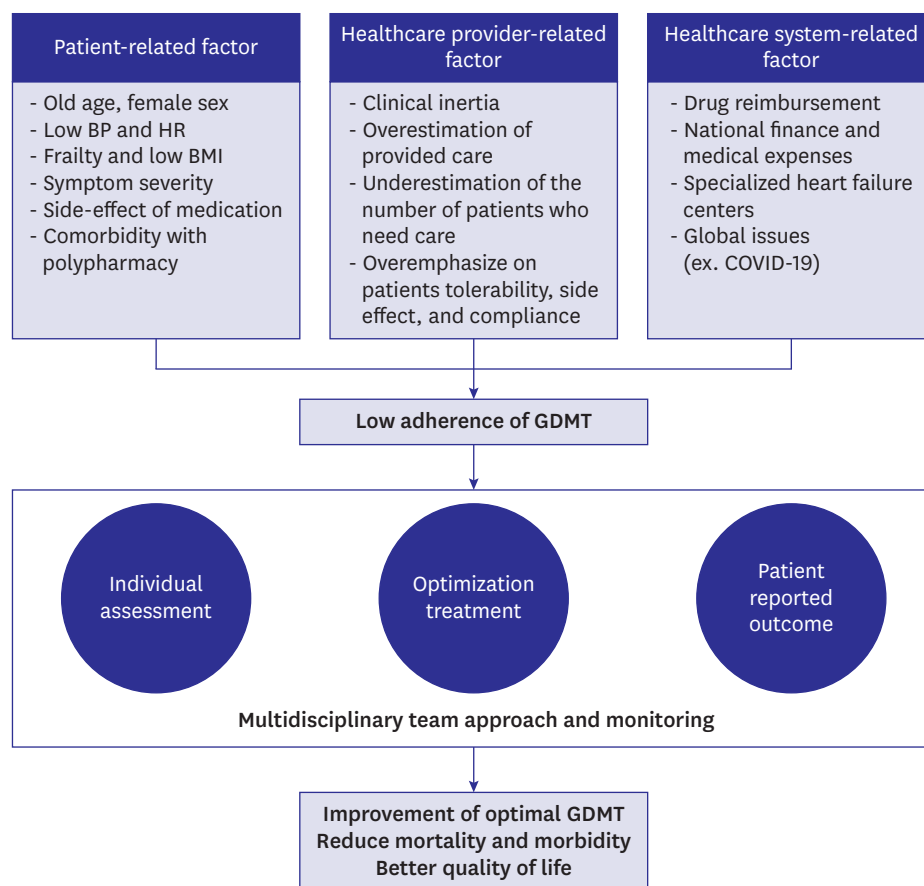 Patient-related factor
- Old age, female sex
- Low BP and HR
- Frailty and low BMI
- Symptom severity
- Side-effect of medication
- Comorbidity with
polypharmacy
Healthcare provider-related
factor
- Clinical inertia
- Overestimation of
provided care
- Underestimation of the
number of patients who
need care
- Overemphasize on
patients tolerability, side
effect, and compliance
Healthcare system-related
factor
- Drug reimbursement
- National finance and
medical expenses
- Specialized heart failure
centers
- Global issues
(ex. COVID-19)
Low adherence of GDMT
Individual
assessment
Optimization
treatment
Patient
reported
outcome
Multidisciplinary team approach and monitoring
Improvement of optimal GDMT
Reduce mortality and morbidity
Better quality of life